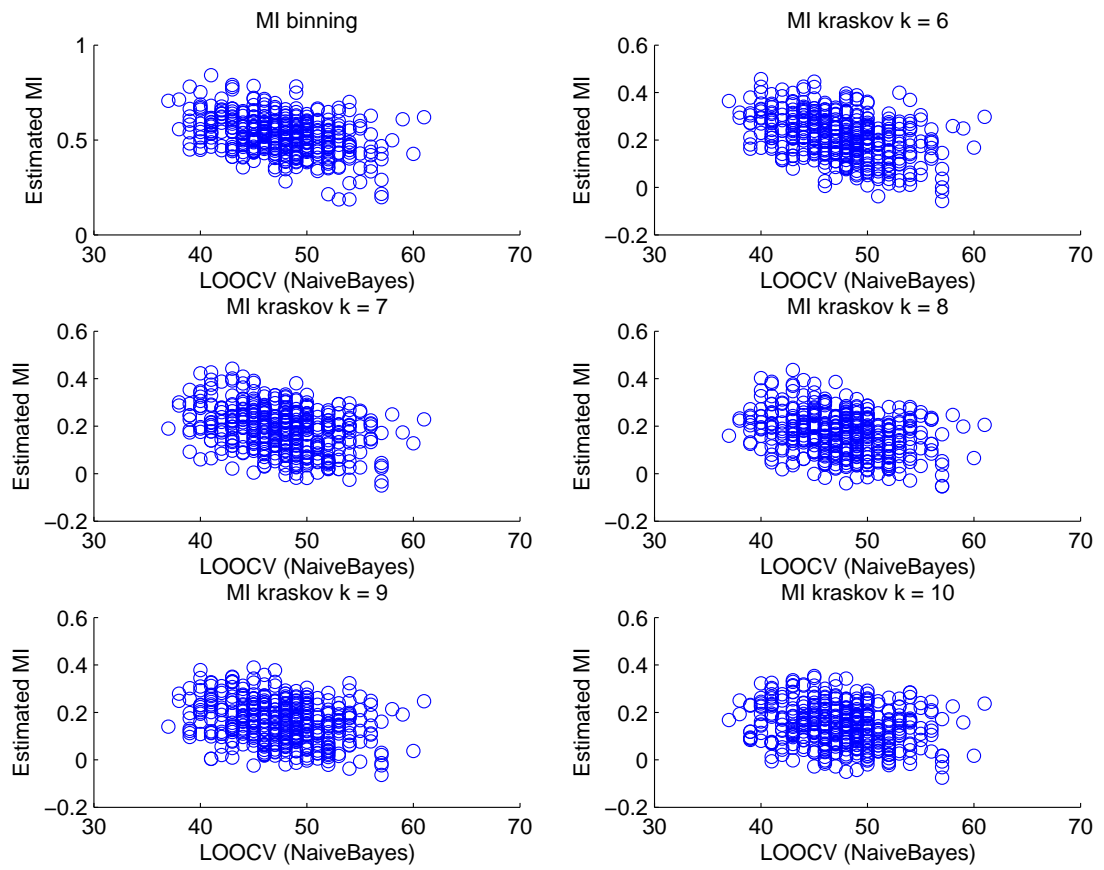 MI binning
1
0.5
0
Estimated MI
30 40 50 60 70
LOOCV (NaiveBayes)
MI kraskov k = 6
0.6
0.4
0.2
0
−0.2
Estimated MI
30 40 50 60 70
LOOCV (NaiveBayes)
MI kraskov k = 7
0.6
0.4
0.2
0
−0.2
Estimated MI
30 40 50 60 70
LOOCV (NaiveBayes)
MI kraskov k = 8
0.6
0.4
0.2
0
−0.2
Estimated MI
30 40 50 60 70
LOOCV (NaiveBayes)
MI kraskov k = 9
0.6
0.4
0.2
0
−0.2
Estimated MI
30 40 50 60 70
LOOCV (NaiveBayes)
MI kraskov k = 10
0.6
0.4
0.2
0
−0.2
Estimated MI
30 40 50 60 70
LOOCV (NaiveBayes)